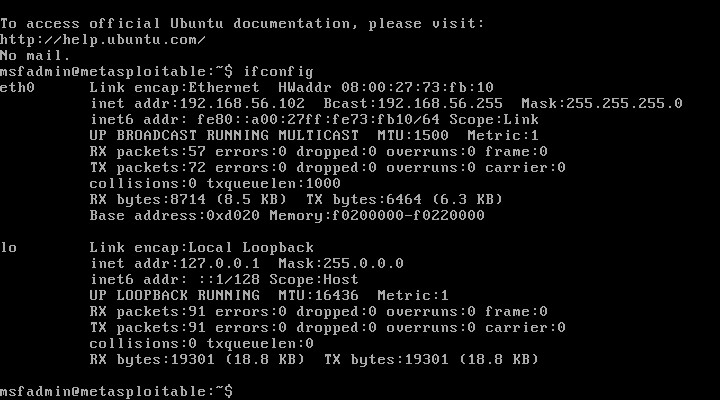 To access official Ubuntu documentation, please visit:
http://help.ubuntu.com/
No mail.
msfadmin@metasploitable:~$ ifconfig
eth0      Link encap:Ethernet  HWaddr 08:00:27:73:fb:10
          inet addr:192.168.56.102  Bcast:192.168.56.255  Mask:255.255.255.0
          inet6 addr: fe80::a00:27ff:fe73:fb10/64 Scope:Link
          UP BROADCAST RUNNING MULTICAST  MTU:1500  Metric:1
          RX packets:57 errors:0 dropped:0 overruns:0 frame:0
          TX packets:72 errors:0 dropped:0 overruns:0 carrier:0
          collisions:0 txqueuelen:1000
          RX bytes:8714 (8.5 KB)  TX bytes:6464 (6.3 KB)
          Base address:0xd020 Memory:f0200000-f0220000
lo        Link encap:Local Loopback
          inet addr:127.0.0.1  Mask:255.0.0.0
          inet6 addr: ::1/128 Scope:Host
          UP LOOPBACK RUNNING  MTU:16436  Metric:1
          RX packets:91 errors:0 dropped:0 overruns:0 frame:0
          TX packets:91 errors:0 dropped:0 overruns:0 carrier:0
          collisions:0 txqueuelen:0
          RX bytes:19301 (18.8 KB)  TX bytes:19301 (18.8 KB)
msfadmin@metasploitable:~$